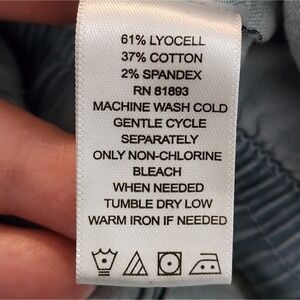 61% LYOCELL
37% COTTON
2% SPANDEX
RN 81893
MACHINE WASH COLD
GENTLE CYCLE
SEPARATELY
ONLY NON-CHLORINE
BLEACH
WHEN NEEDED
TUMBLE DRY LOW
WARM IRON IF NEEDED